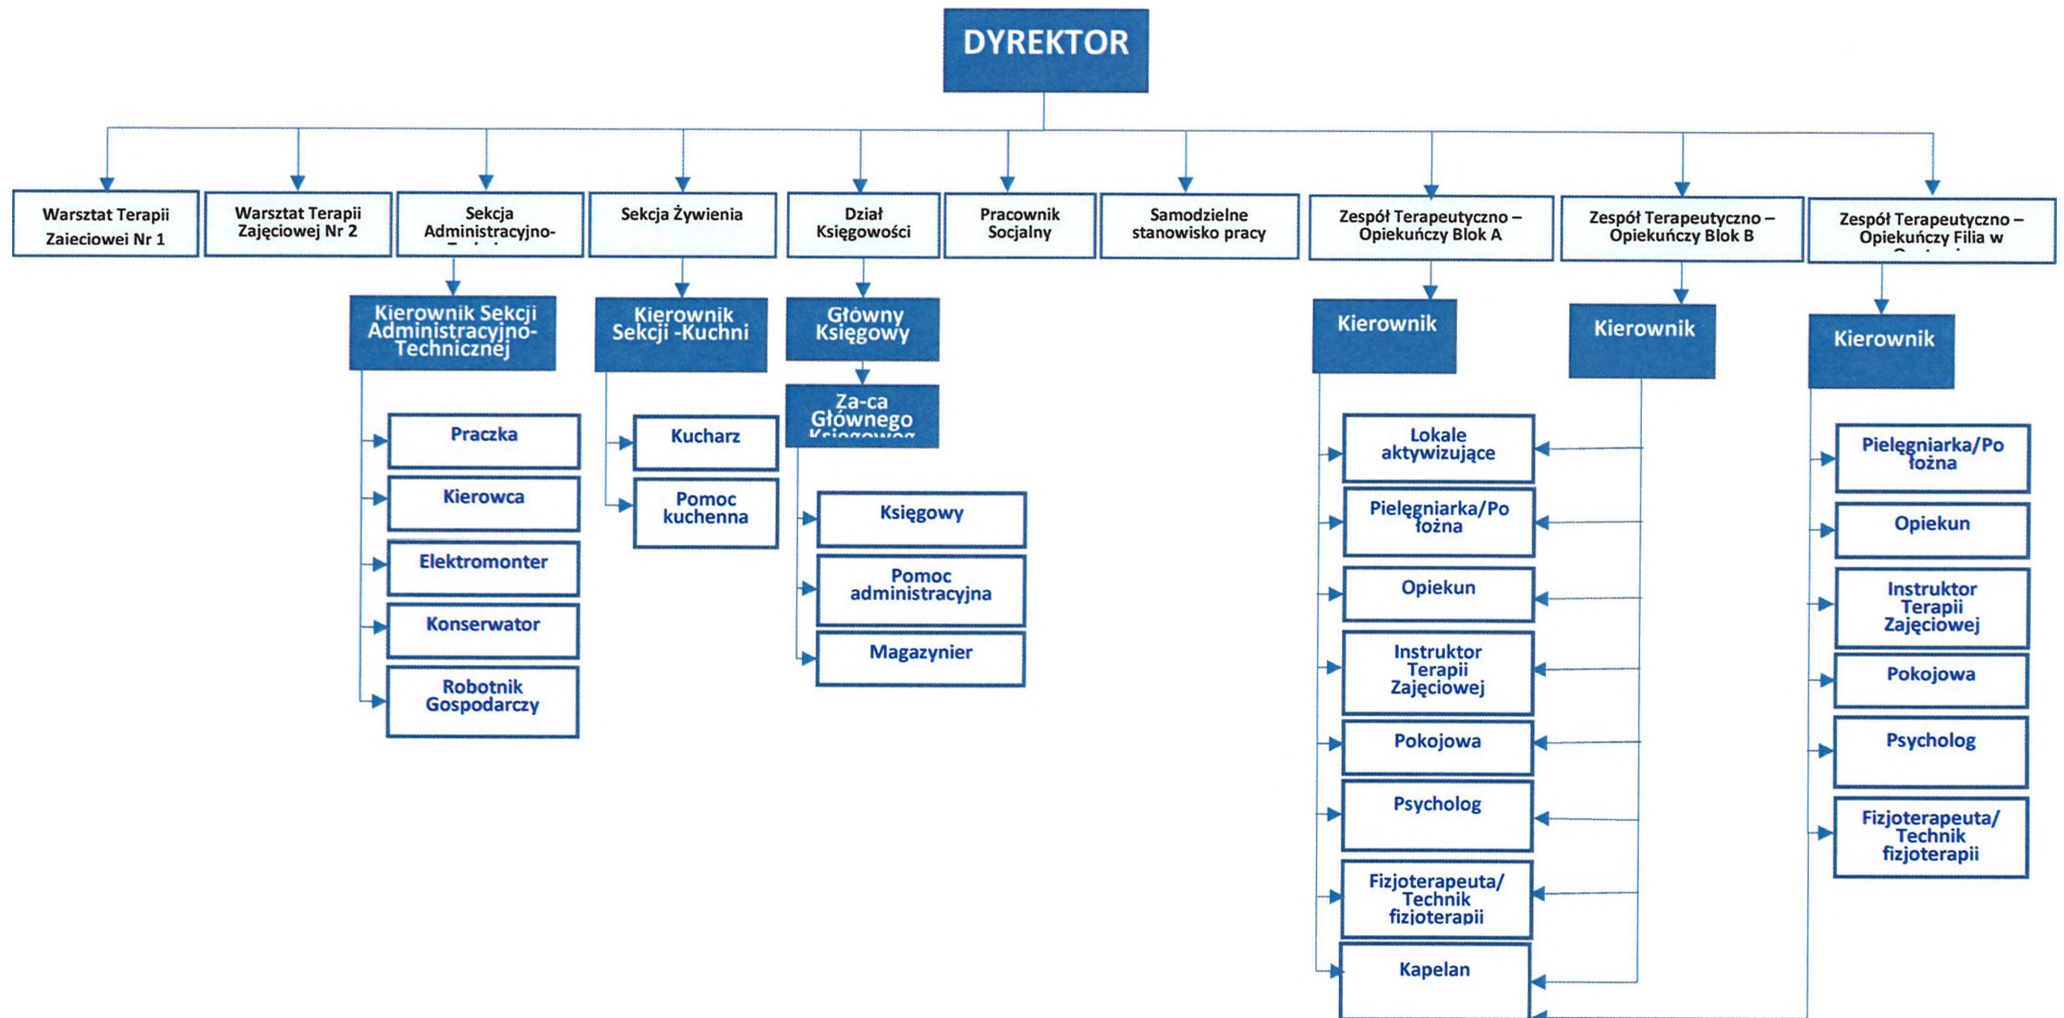 DYREKTOR
Warsztat Terapii
Zajęciowej Nr 1
Warsztat Terapii
Zajęciowej Nr 2
Sekcja
Administracyjno-
Sekcja Żywienia
Dział
Księgowości
Pracownik
Socjalny
Samodzielne
stanowisko pracy
Zespół Terapeutyczno –
Opiekuńczy Blok A
Zespół Terapeutyczno –
Opiekuńczy Blok B
Zespół Terapeutyczno –
Opiekuńczy Filia w
Kierownik Sekcji
Administracyjno-
Technicznej
Kierownik
Sekcji -Kuchni
Główny
Księgowy
Za-ca
Głównego
Kierownik
Kierownik
Kierownik
Praczka
Kierowca
Elektromonter
Konserwator
Robotnik
Gospodarczy
Kucharz
Pomoc
kuchenna
Księgowy
Pomoc
administracyjna
Magazynier
Lokale
aktywizujące
Pielęgniarka/Po
łożna
Opiekun
Instruktor
Terapii
Zajęciowej
Pokojowa
Psycholog
Fizjoterapeuta/
Technik
fizjoterapii
Kapelan
Pielęgniarka/Po
łożna
Opiekun
Instruktor
Terapii
Zajęciowej
Pokojowa
Psycholog
Fizjoterapeuta/
Technik
fizjoterapii